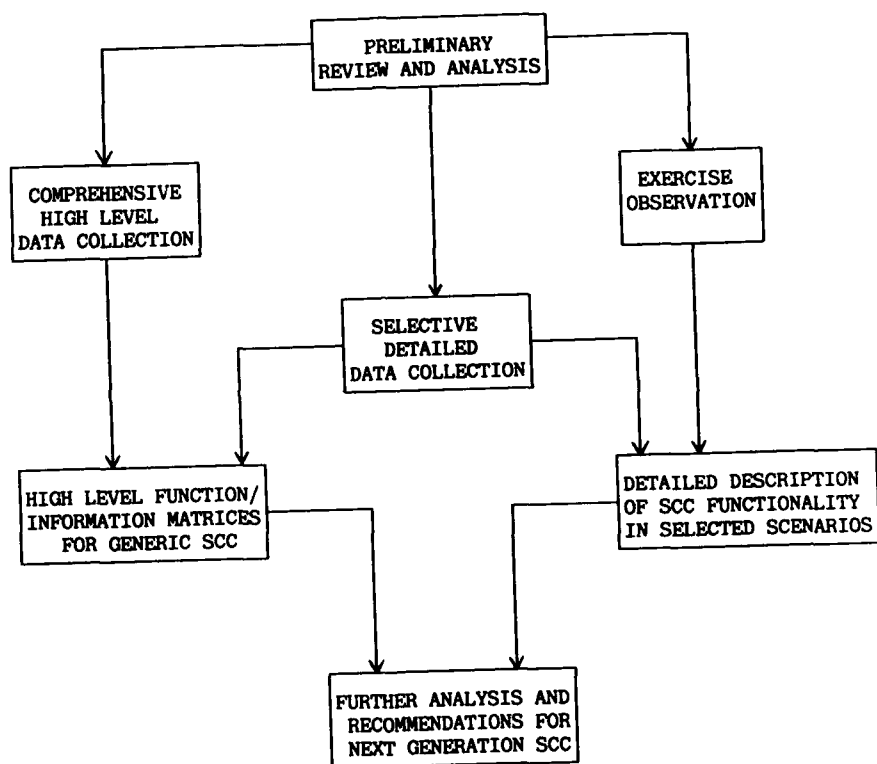 PRELIMINARY
REVIEW AND ANALYSIS
COMPREHENSIVE
HIGH LEVEL
DATA COLLECTION
EXERCISE
OBSERVATION
SELECTIVE
DETAILED
DATA COLLECTION
HIGH LEVEL FUNCTION/
INFORMATION MATRICES
FOR GENERIC SCC
DETAILED DESCRIPTION
OF SCC FUNCTIONALITY
IN SELECTED SCENARIOS
FURTHER ANALYSIS AND
RECOMMENDATIONS FOR
NEXT GENERATION SCC